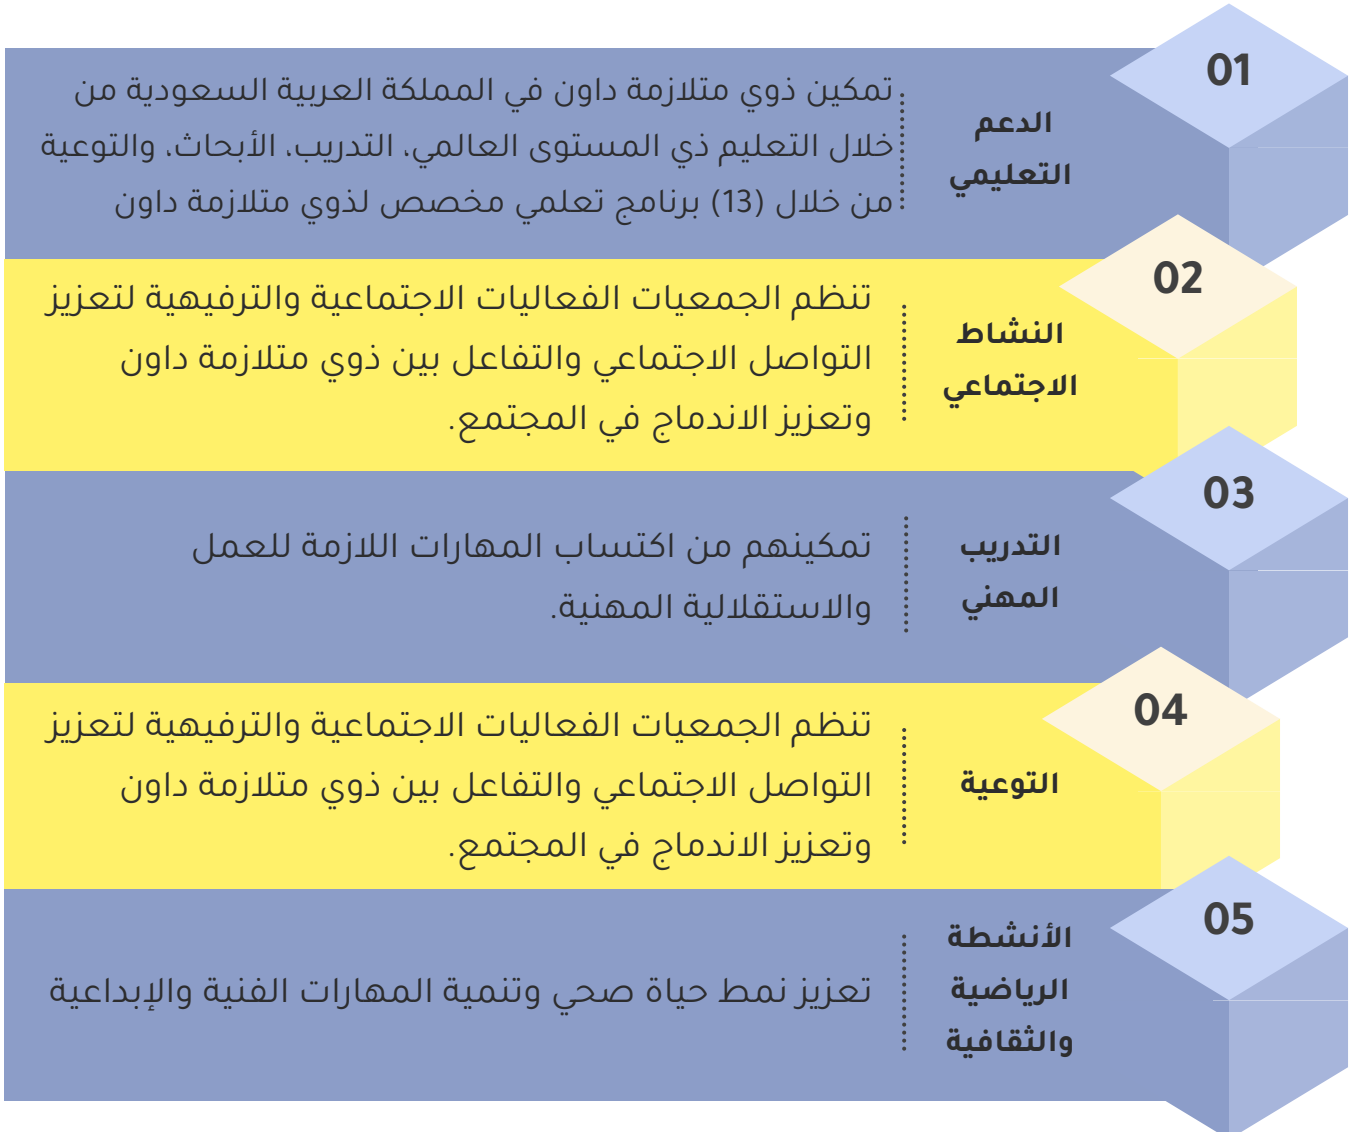 01
الدعم
التعليمي
تمكين ذوي متلازمة داون في المملكة العربية السعودية من
خلال التعليم ذي المستوى العالمي، التدريب، الأبحاث، والتوعية
من خلال (13) برنامج تعلمي مخصص لذوي متلازمة داون
02
النشاط
الاجتماعي
تنظم الجمعيات الفعاليات الاجتماعية والترفيهية لتعزيز
التواصل الاجتماعي والتفاعل بين ذوي متلازمة داون
وتعزيز الاندماج في المجتمع.
03
التدريب
المهني
تمكينهم من اكتساب المهارات اللازمة للعمل
والاستقلالية المهنية.
04
التوعية
تنظم الجمعيات الفعاليات الاجتماعية والترفيهية لتعزيز
التواصل الاجتماعي والتفاعل بين ذوي متلازمة داون
وتعزيز الاندماج في المجتمع.
05
الأنشطة
الرياضية
والثقافية
تعزيز نمط حياة صحي وتنمية المهارات الفنية والإبداعية